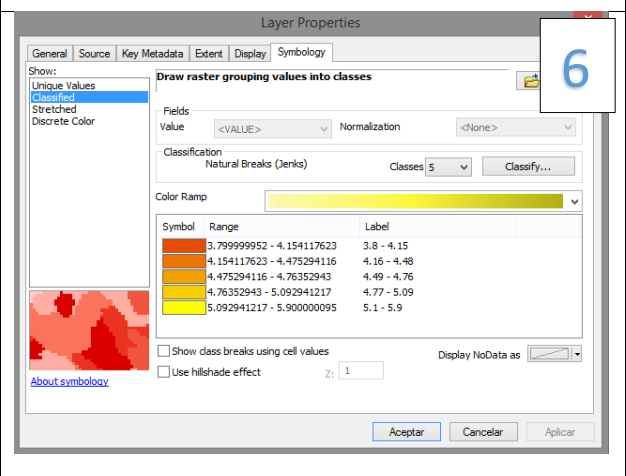 Layer Properties
6
General Source Key Metadata Extent Display Symbology
Show:
Unique Values
Classified
Stretched
Discrete Color
Draw raster grouping values into classes
Fields
Value <VALUE> Normalization <None>
Classification
Natural Breaks (Jenks) Classes 5 Classify...
Color Ramp
Symbol Range Label
3.799999952 - 4.154117623 3.8 - 4.15
4.154117623 - 4.475294116 4.16 - 4.48
4.475294116 - 4.76352943 4.49 - 4.76
4.76352943 - 5.092941217 4.77 - 5.09
5.092941217 - 5.900000095 5.1 - 5.9
Show class breaks using cell values Display NoData as
Use hillshade effect Z: 1
About symbology
Aceptar Cancelar Aplicar